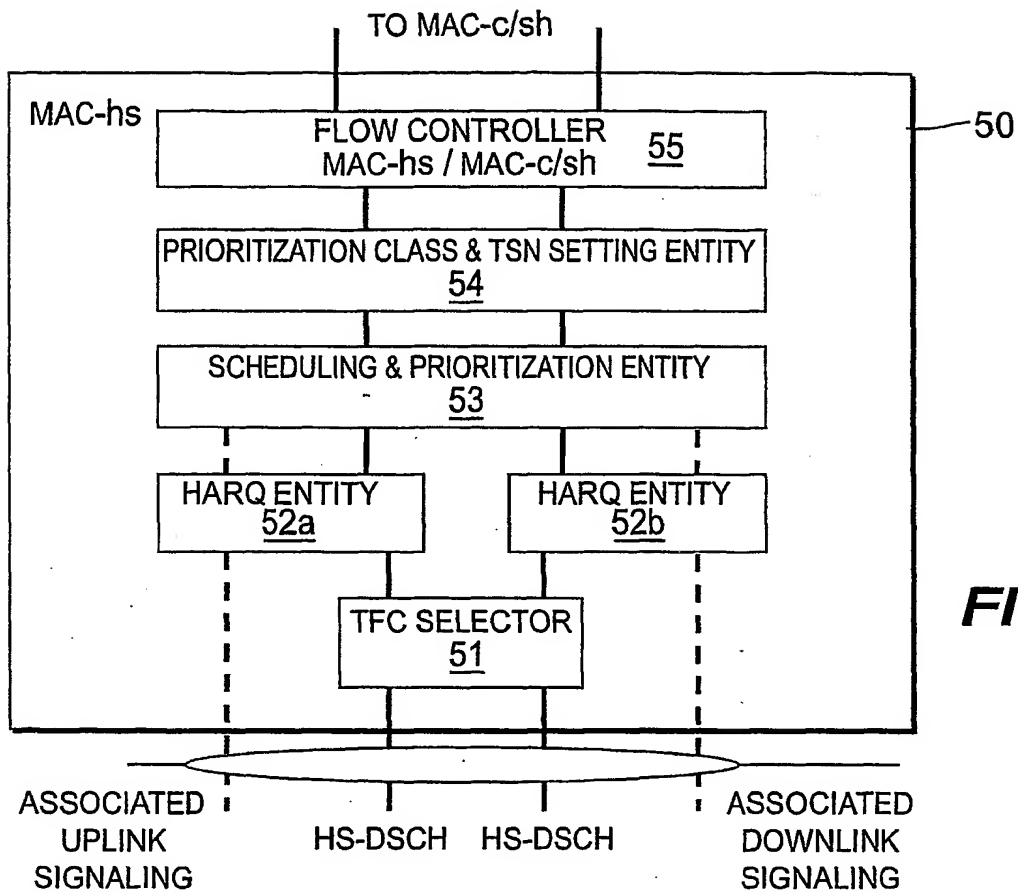 TO MAC-c/sh
MAC-hs
FLOW CONTROLLER
MAC-hs / MAC-c/sh 55
50
PRIORITIZATION CLASS & TSN SETTING ENTITY
54
SCHEDULING & PRIORITIZATION ENTITY
53
HARQ ENTITY
52a
HARQ ENTITY
52b
TFC SELECTOR
51
FI
ASSOCIATED
UPLINK
SIGNALING
HS-DSCH
HS-DSCH
ASSOCIATED
DOWNLINK
SIGNALING